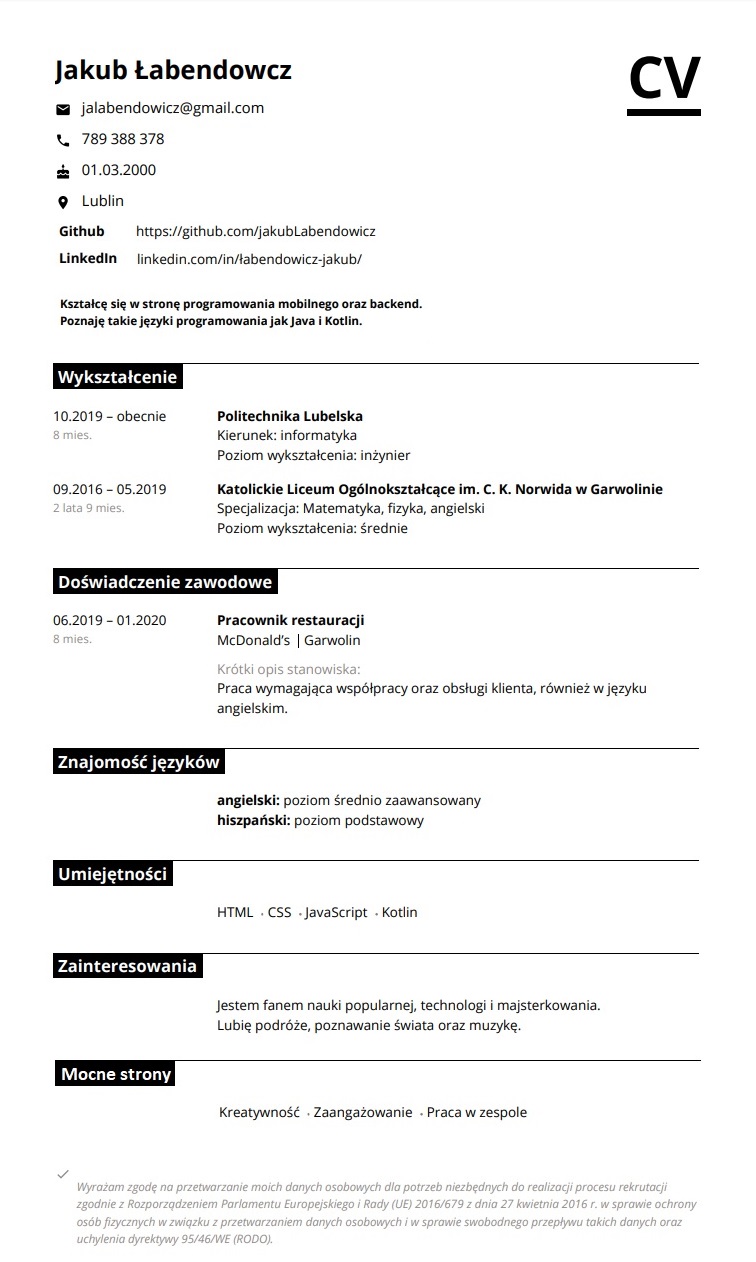 Jakub Łabendowcz
CV
jalabendowicz@gmail.com
789 388 378
01.03.2000
Lublin
Github https://github.com/jakubLabendowicz
LinkedIn linkedin.com/in/łabendowicz-jakub/
Kształcę się w stronę programowania mobilnego oraz backend.
Poznaję takie języki programowania jak Java i Kotlin.
Wykształcenie
10.2019 – obecnie Politechnika Lubelska
8 mies. Kierunek: informatyka
Poziom wykształcenia: inżynier
09.2016 – 05.2019 Katolickie Liceum Ogólnokształcące im. C. K. Norwida w Garwolinie
2 lata 9 mies. Specjalizacja: Matematyka, fizyka, angielski
Poziom wykształcenia: średnie
Doświadczenie zawodowe
06.2019 – 01.2020 Pracownik restauracji
8 mies. McDonald’s | Garwolin
Krótki opis stanowiska:
Praca wymagająca współpracy oraz obsługi klienta, również w języku
angielskim.
Znajomość języków
angielski: poziom średnio zaawansowany
hiszpański: poziom podstawowy
Umiejętności
HTML • CSS • JavaScript • Kotlin
Zainteresowania
Jestem fanem nauki popularnej, technologi i majsterkowania.
Lubię podróże, poznawanie świata oraz muzykę.
Mocne strony
Kreatywność • Zaangażowanie • Praca w zespole
Wyrażam zgodę na przetwarzanie moich danych osobowych dla potrzeb niezbędnych do realizacji procesu rekrutacji
zgodnie z Rozporządzeniem Parlamentu Europejskiego i Rady (UE) 2016/679 z dnia 27 kwietnia 2016 r. w sprawie ochrony
osób fizycznych w związku z przetwarzaniem danych osobowych i w sprawie swobodnego przepływu takich danych oraz
uchylenia dyrektywy 95/46/WE (RODO).